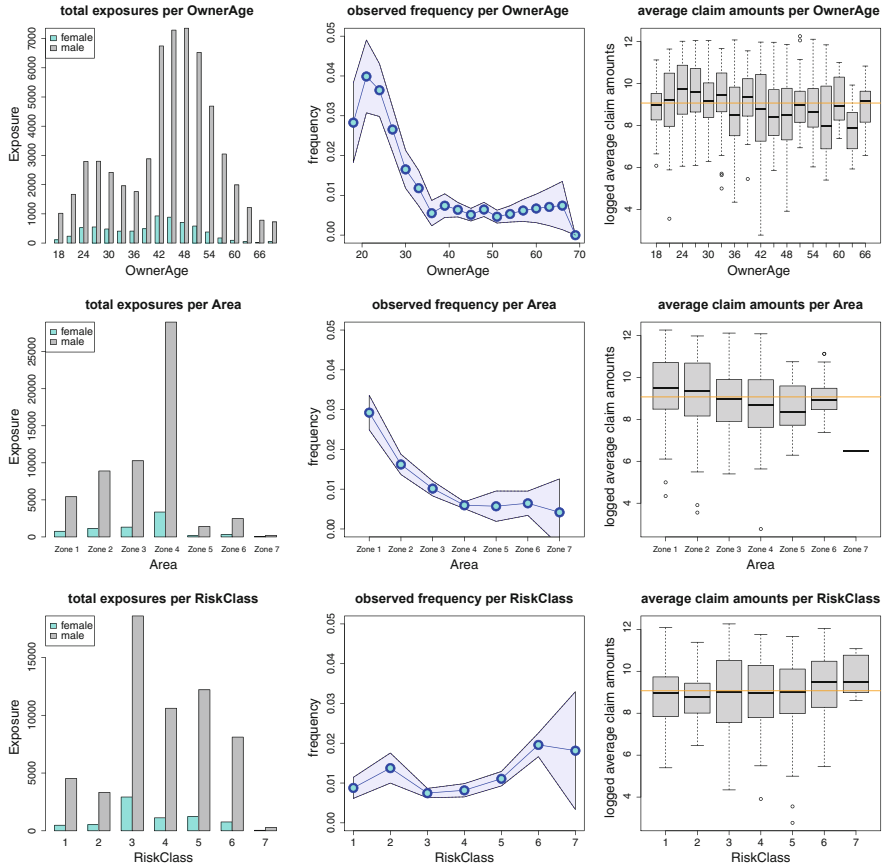 total exposures per OwnerAge
female
male
Exposure
0 1000 2000 3000 4000 5000 6000 7000
18 24 30 36 42 48 54 60 66
OwnerAge
observed frequency per OwnerAge
frequency
0.00 0.01 0.02 0.03 0.04 0.05
20 30 40 50 60 70
OwnerAge
average claim amounts per OwnerAge
logged average claim amounts
4 6 8 10 12
18 24 30 36 42 48 54 60 66
OwnerAge
total exposures per Area
female
male
Exposure
0 5000 10000 15000 20000 25000
Zone 1 Zone 2 Zone 3 Zone 4 Zone 5 Zone 6 Zone 7
Area
observed frequency per Area
frequency
0.00 0.01 0.02 0.03 0.04 0.05
Zone 1 Zone 2 Zone 3 Zone 4 Zone 5 Zone 6 Zone 7
Area
average claim amounts per Area
logged average claim amounts
4 6 8 10 12
Zone 1 Zone 2 Zone 3 Zone 4 Zone 5 Zone 6 Zone 7
Area
total exposures per RiskClass
female
male
Exposure
0 5000 10000 15000
1 2 3 4 5 6 7
RiskClass
observed frequency per RiskClass
frequency
0.00 0.01 0.02 0.03 0.04 0.05
1 2 3 4 5 6 7
RiskClass
average claim amounts per RiskClass
logged average claim amounts
4 6 8 10 12
1 2 3 4 5 6 7
RiskClass